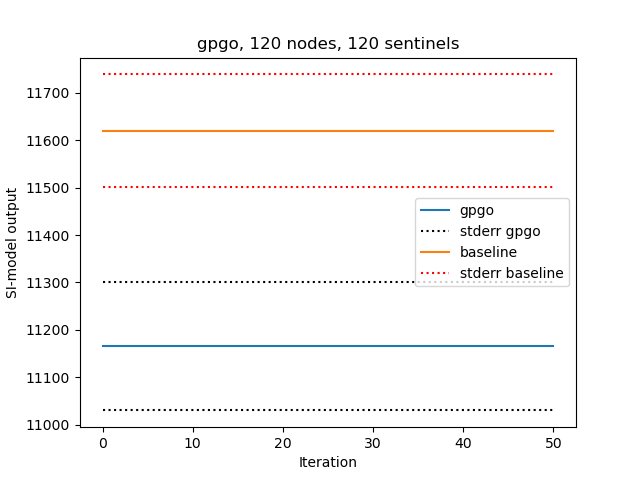 gpgo, 120 nodes, 120 sentinels
SI-model output
11700
11600
11500
11400
11300
11200
11100
11000
gpgo
stderr gpgo
baseline
stderr baseline
0 10 20 30 40 50
Iteration